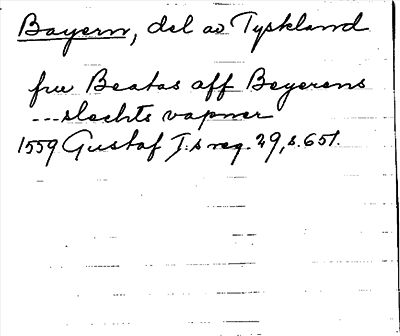 Bayern, del av Tyskland
fru Beatas aff Beyerens
---slechts vapner
1559 Gustaf I:s reg. 29, s. 651.